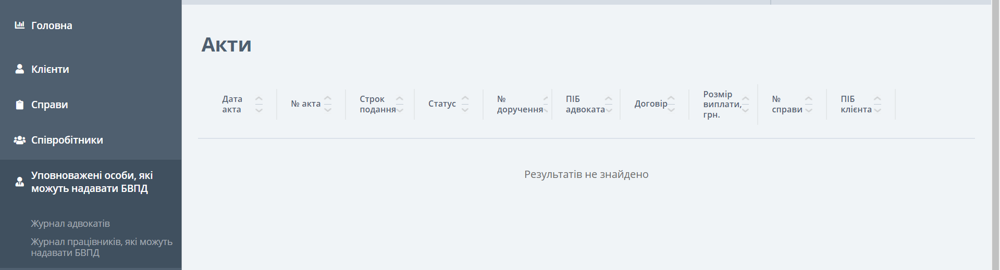 Головна
Клієнти
Справи
Співробітники
Уповноважені особи, які
можуть надавати БВПД
Журнал адвокатів
Журнал працівників, які можуть
надавати БВПД
Акти
Дата
акта
№ акта
Строк
подання
Статус
№
доручення
ПІБ
адвоката
Договір
Розмір
виплати,
грн.
№
справи
ПІБ
клієнта
Результатів не знайдено